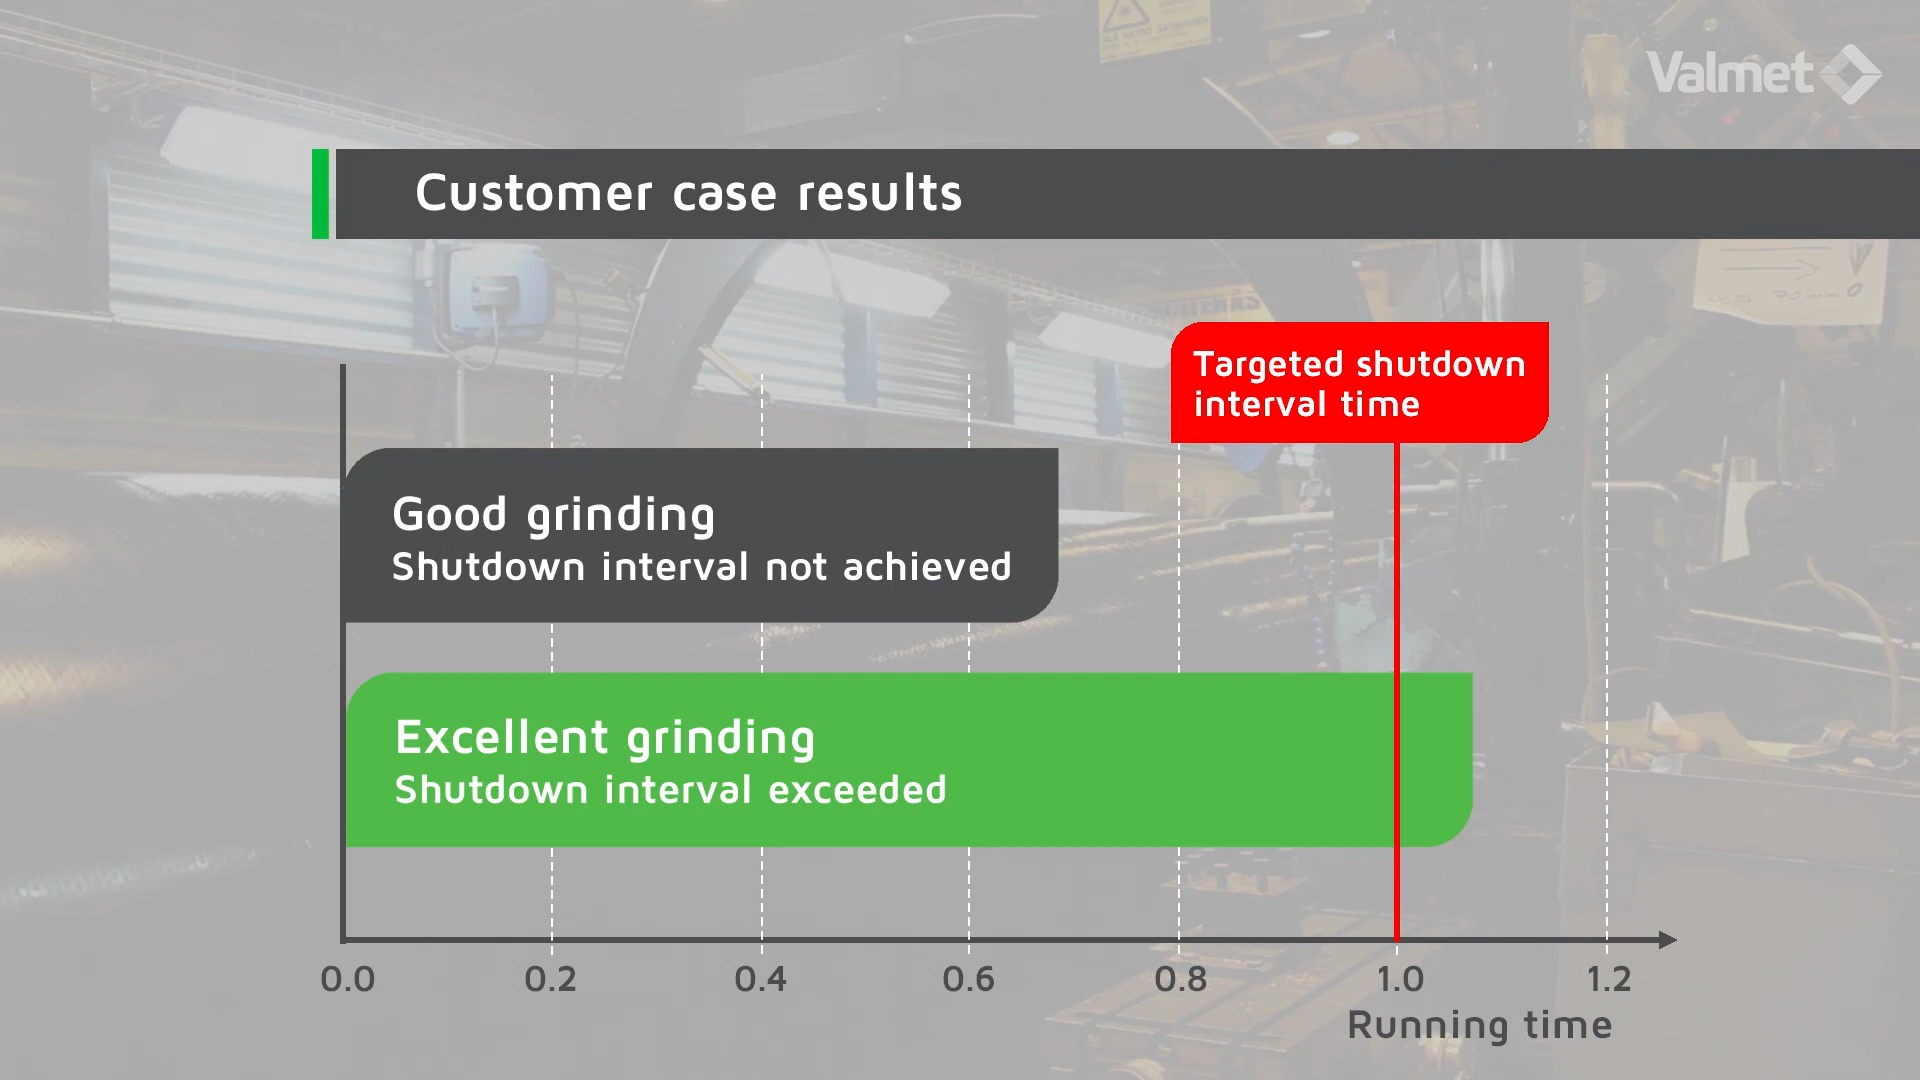 Valmet
Customer case results
Targeted shutdown
interval time
Good grinding
Shutdown interval not achieved
Excellent grinding
Shutdown interval exceeded
0.0 0.2 0.4 0.6 0.8 1.0 1.2
Running time